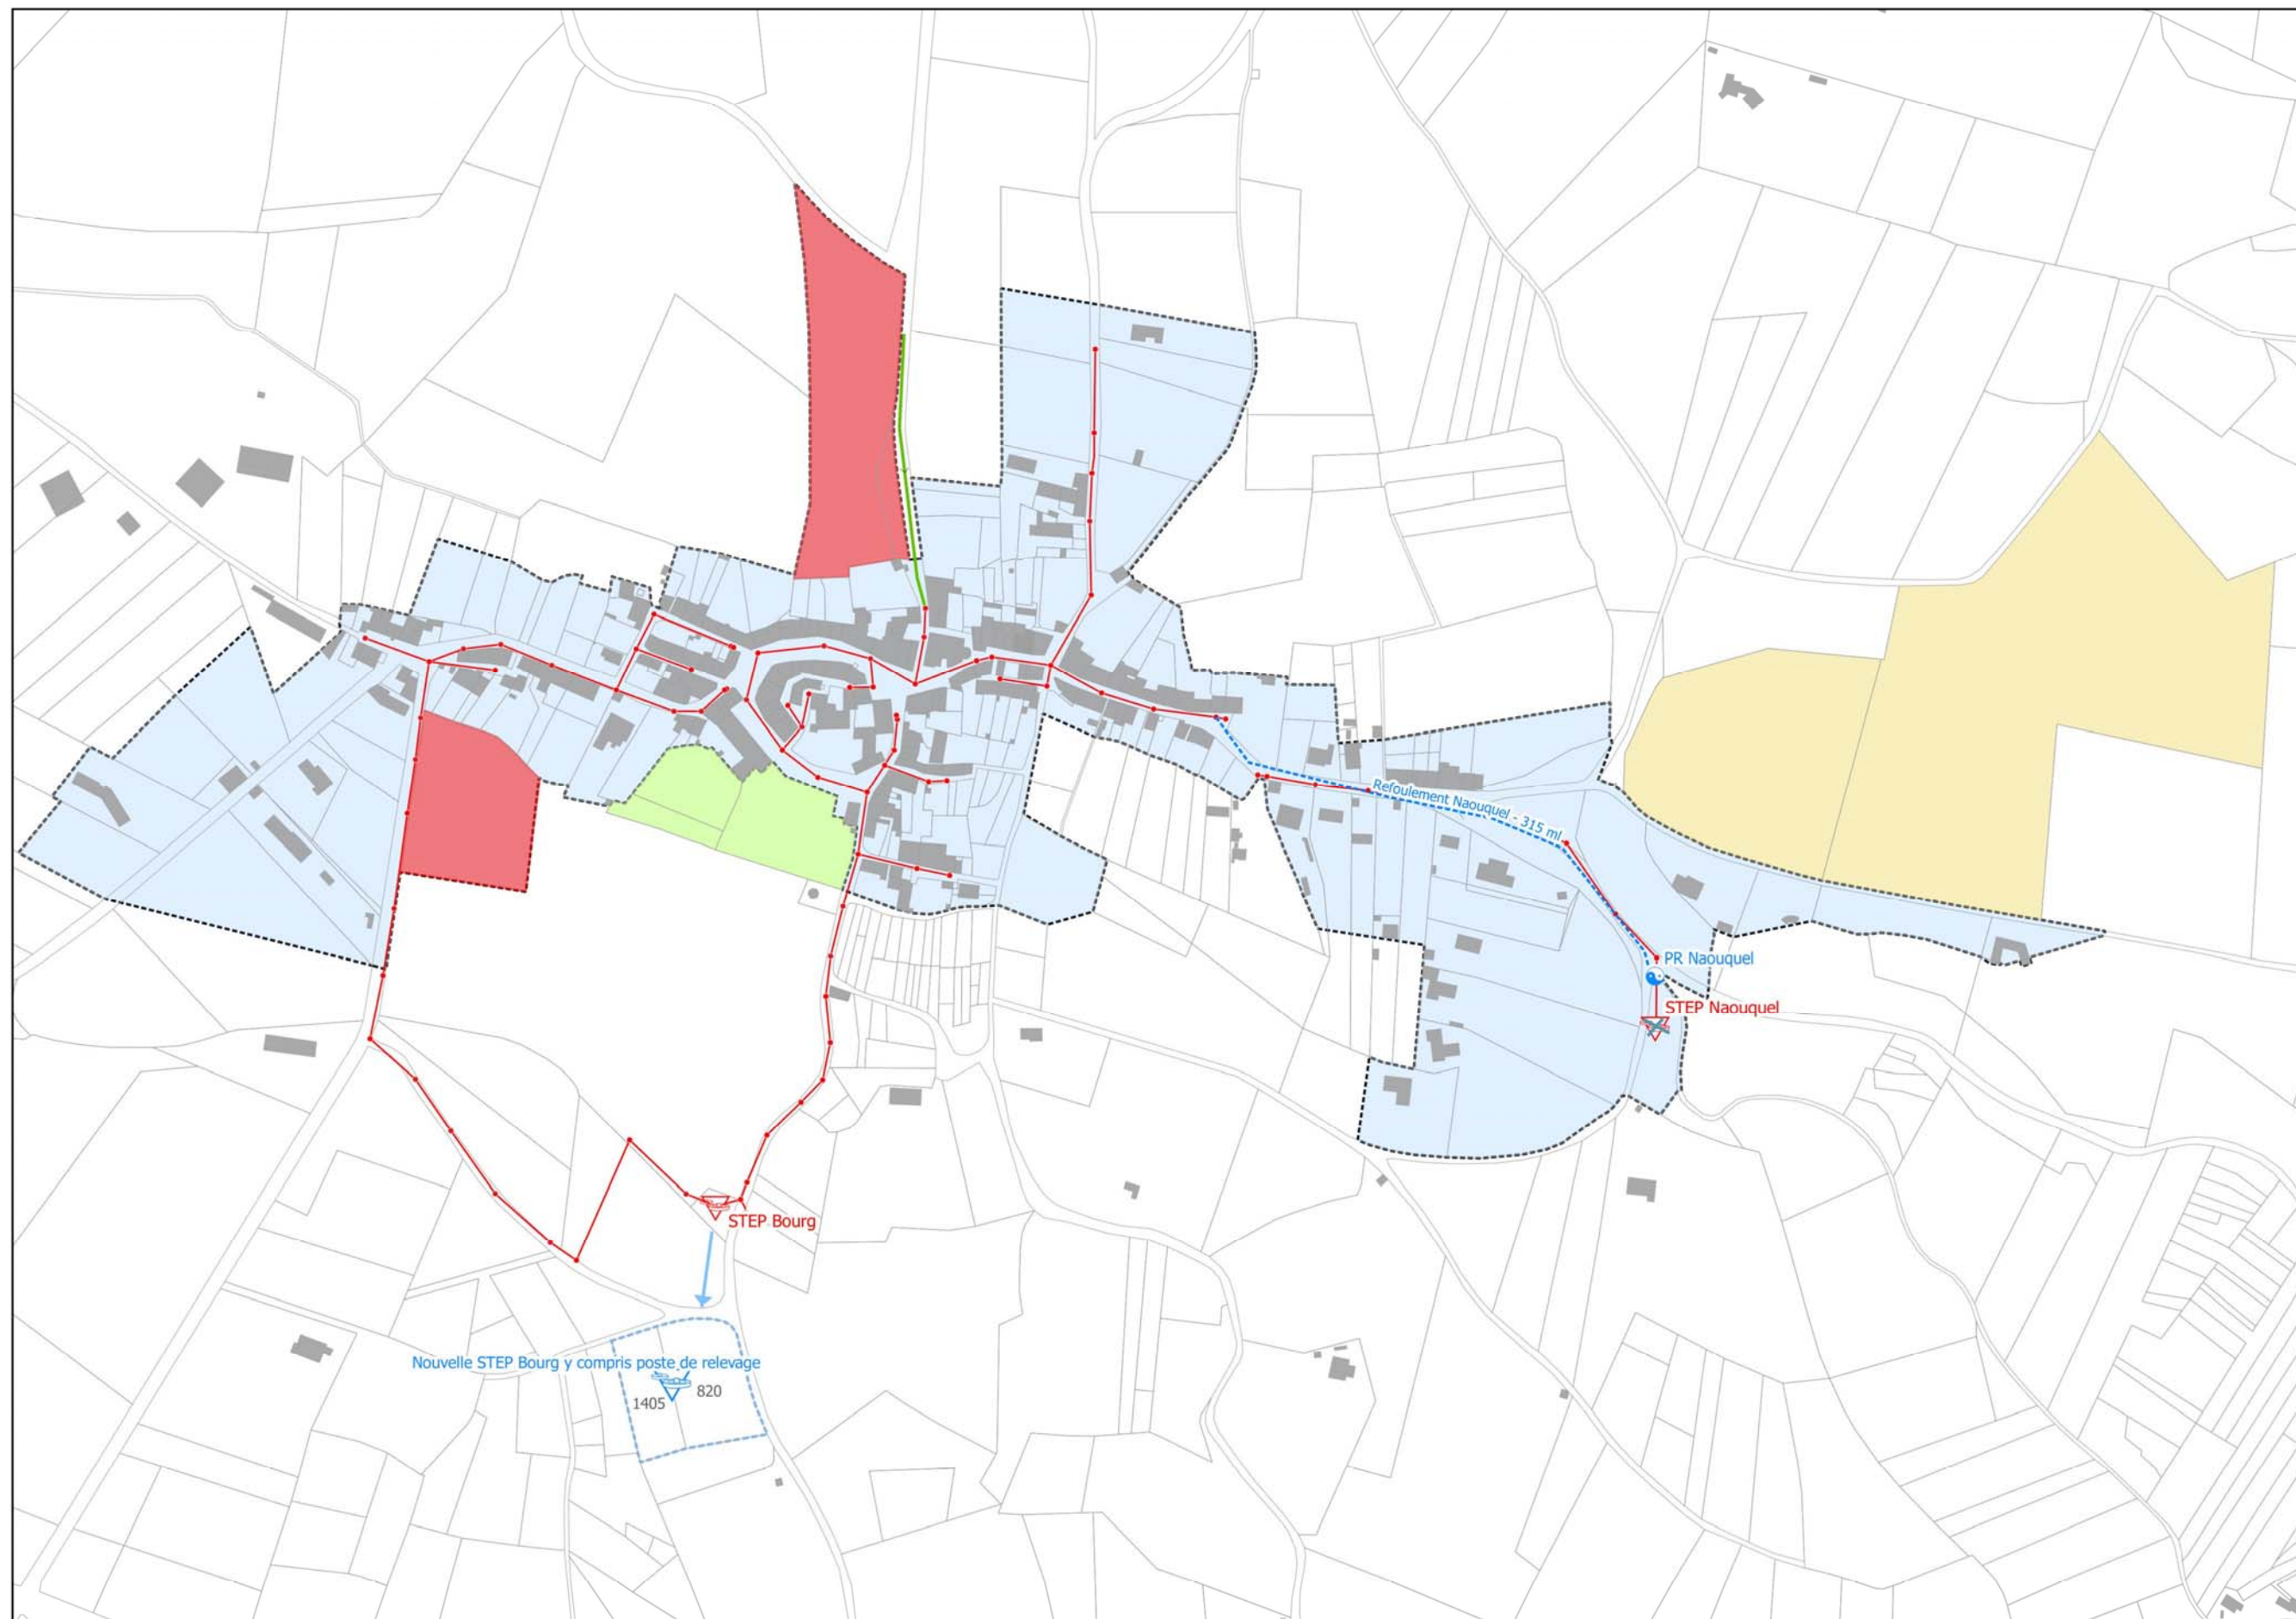 Refoulement Naouquel - 315 ml
PR Naouquel
STEP Naouquel
STEP Bourg
Nouvelle STEP Bourg y compris poste de relevage
820
1405